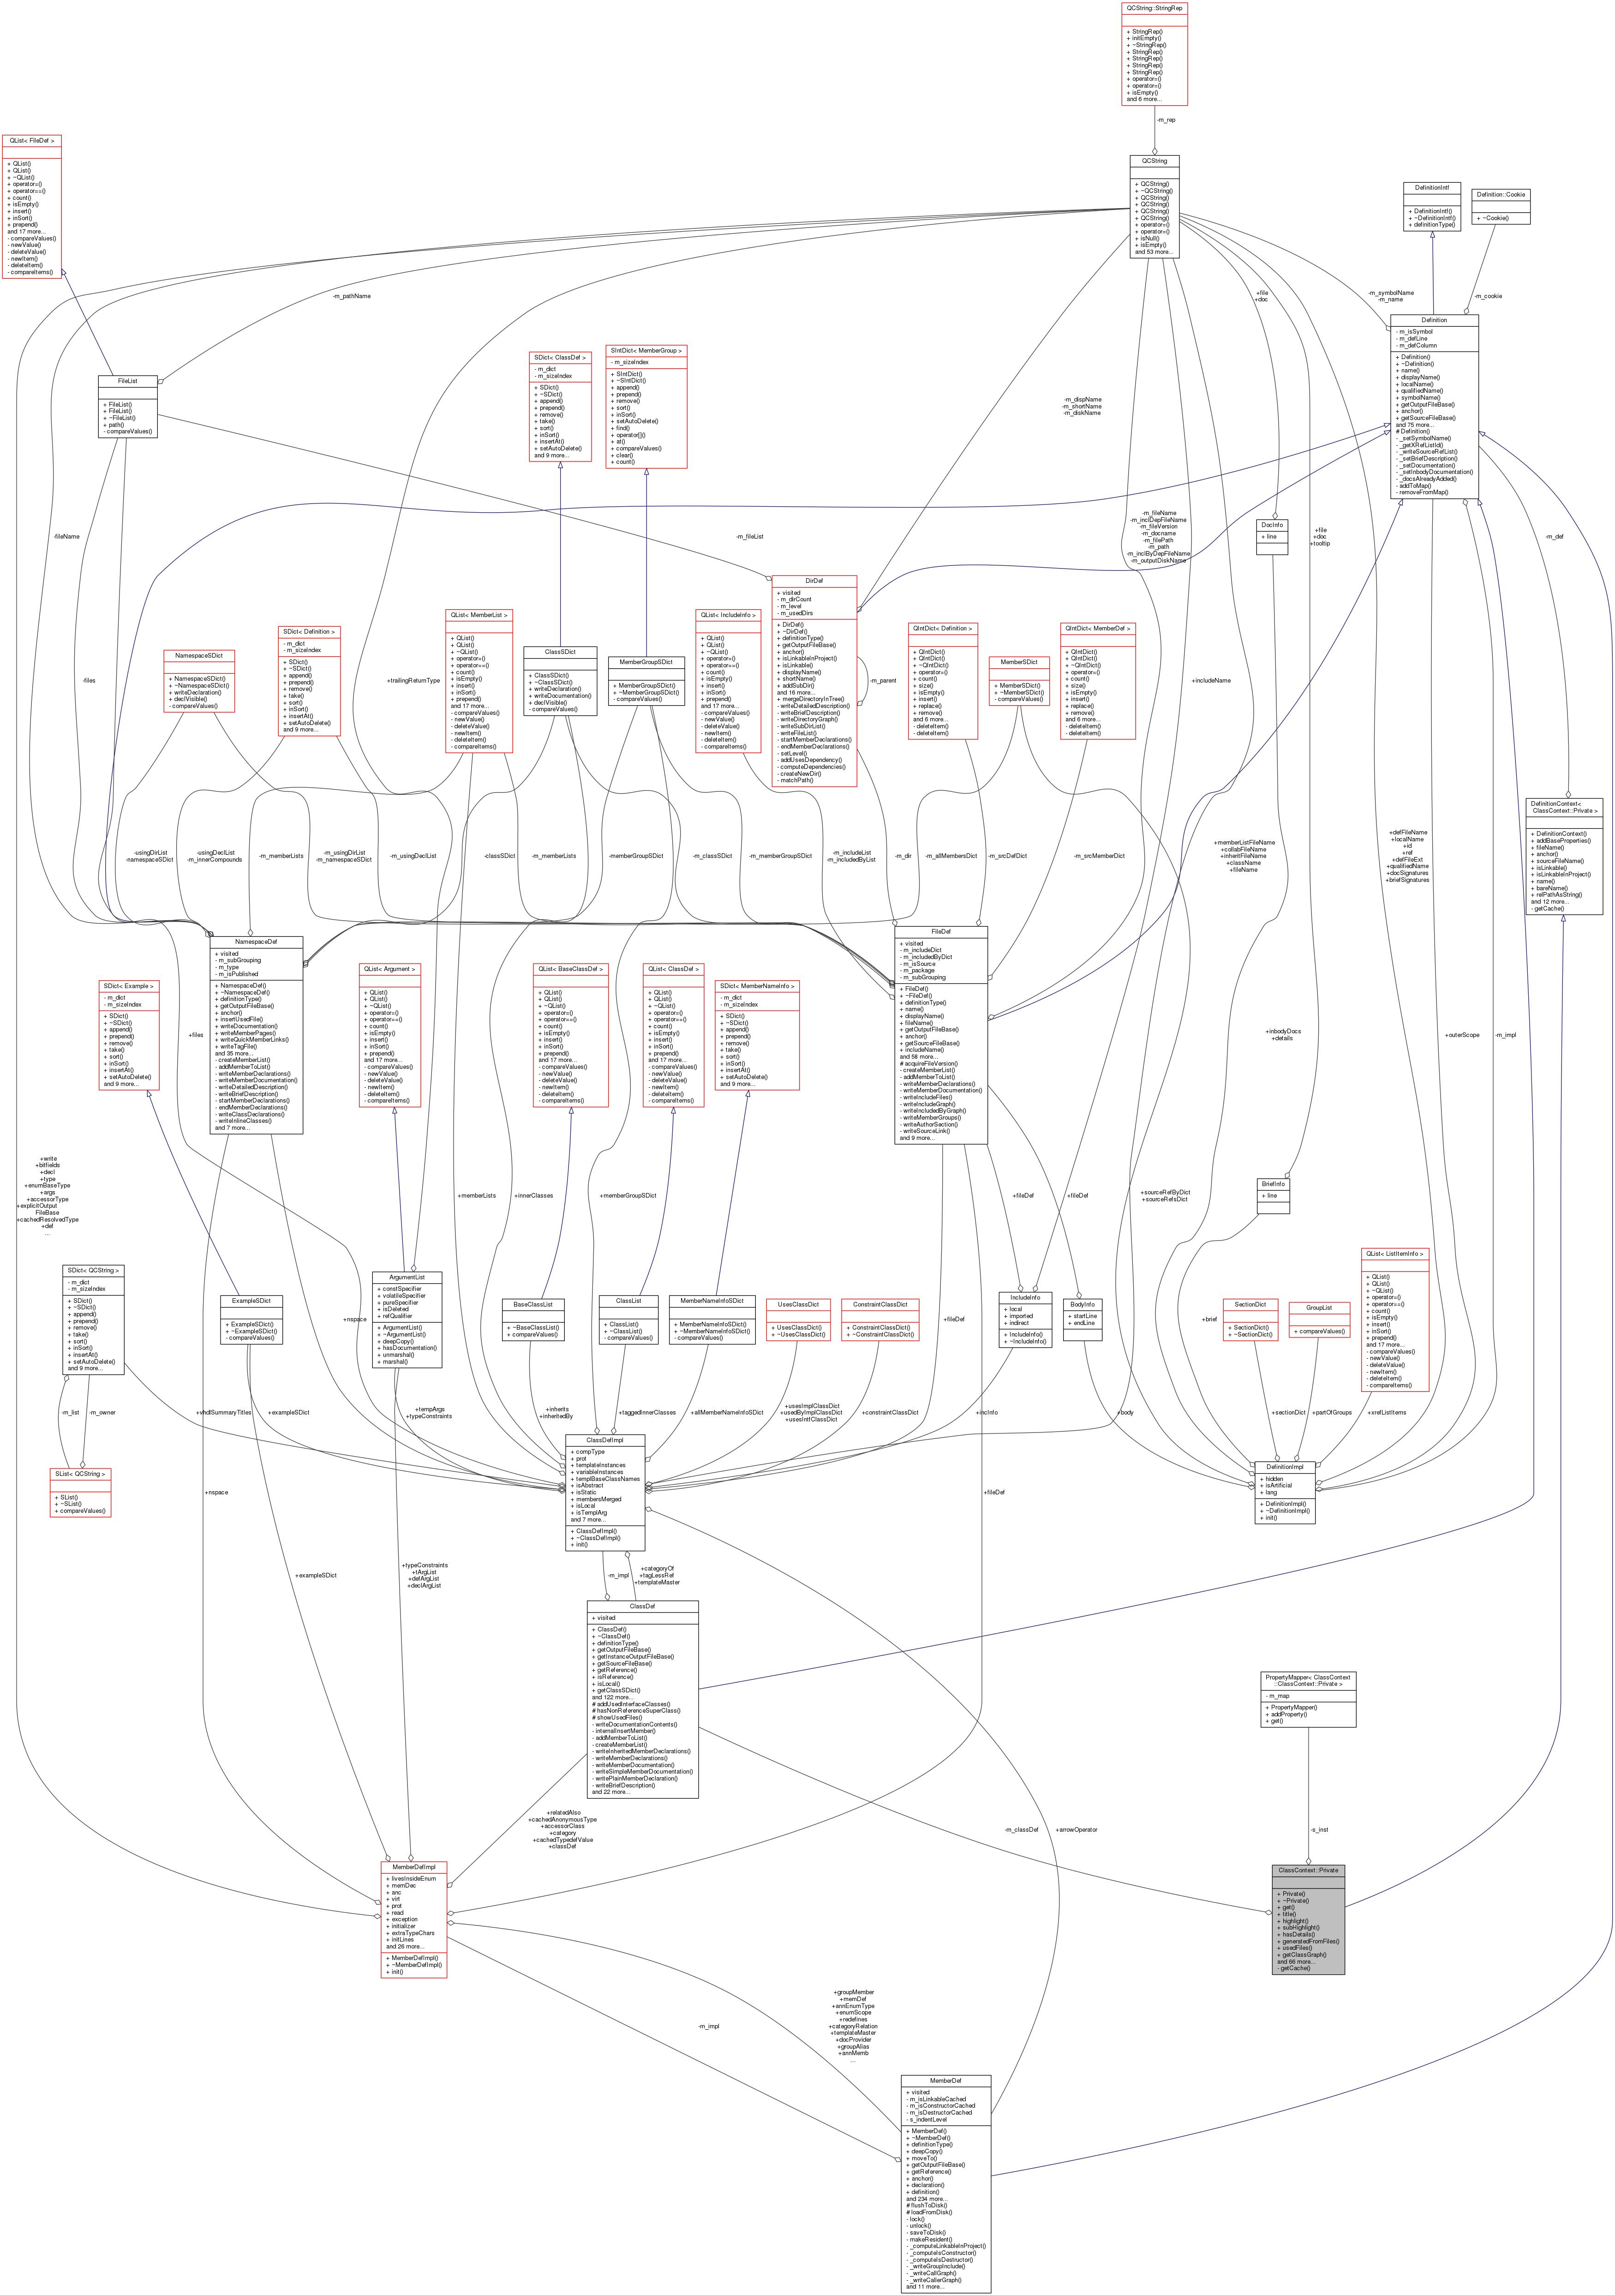 QCString::StringRep
+ StringRep()
+ initEmpty()
+ ~StringRep()
+ StringRep()
+ StringRep()
+ StringRep()
+ StringRep()
+ operator=()
+ operator=()
+ isEmpty()
and 6 more...
-m_rep
QList< FileDef >
+ QList()
+ QList()
+ ~QList()
+ operator=()
+ operator==()
+ count()
+ isEmpty()
+ insert()
+ inSort()
+ prepend()
and 17 more...
- compareValues()
- newValue()
- deleteValue()
- newItem()
- deleteItem()
- compareItems()
QCString
+ QCString()
+ ~QCString()
+ QCString()
+ QCString()
+ QCString()
+ QCString()
+ operator=()
+ operator=()
+ isNull()
+ isEmpty()
and 53 more...
DefinitionIntf
+ DefinitionIntf()
+ ~DefinitionIntf()
+ definitionType()
Definition::Cookie
+ ~Cookie()
-m_pathName
+file
+doc
-m_symbolName
-m_name
-m_cookie
Definition
- m_isSymbol
- m_defLine
- m_defColumn
+ Definition()
+ ~Definition()
+ name()
+ displayName()
+ localName()
+ qualifiedName()
+ symbolName()
+ getOutputFileBase()
+ anchor()
+ getSourceFileBase()
and 75 more...
# Definition()
- _setSymbolName()
- _getXRefListId()
- _writeSourceRefList()
- _setBriefDescription()
- _setDocumentation()
- _setInbodyDocumentation()
- _docsAlreadyAdded()
- addToMap()
- removeFromMap()
FileList
+ FileList()
+ FileList()
+ ~FileList()
+ path()
- compareValues()
SDict< ClassDef >
- m_dict
- m_sizeIndex
+ SDict()
+ ~SDict()
+ append()
+ prepend()
+ remove()
+ take()
+ sort()
+ inSort()
+ insertAt()
+ setAutoDelete()
and 9 more...
SIntDict< MemberGroup >
- m_sizeIndex
+ SIntDict()
+ ~SIntDict()
+ append()
+ prepend()
+ remove()
+ sort()
+ inSort()
+ setAutoDelete()
+ find()
+ operator[]()
+ at()
+ compareValues()
+ clear()
+ count()
-m_dispName
-m_shortName
-m_diskName
-fileName
-m_fileList
-m_fileName
-m_inclDepFileName
-m_fileVersion
-m_docname
-m_filePath
-m_path
-m_inclByDepFileName
-m_outputDiskName
DocInfo
+ line
+file
+doc
+tooltip
-m_def
DirDef
+ visited
- m_dirCount
- m_level
- m_usedDirs
+ DirDef()
+ ~DirDef()
+ definitionType()
+ getOutputFileBase()
+ anchor()
+ isLinkableInProject()
+ isLinkable()
+ displayName()
+ shortName()
+ addSubDir()
and 16 more...
+ mergeDirectoryInTree()
- writeDetailedDescription()
- writeBriefDescription()
- writeDirectoryGraph()
- writeSubDirList()
- writeFileList()
- startMemberDeclarations()
- endMemberDeclarations()
- setLevel()
- addUsesDependency()
- computeDependencies()
- createNewDir()
- matchPath()
-m_parent
-files
NamespaceSDict
+ NamespaceSDict()
+ ~NamespaceSDict()
+ writeDeclaration()
+ declVisible()
- compareValues()
SDict< Definition >
- m_dict
- m_sizeIndex
+ SDict()
+ ~SDict()
+ append()
+ prepend()
+ remove()
+ take()
+ sort()
+ inSort()
+ insertAt()
+ setAutoDelete()
and 9 more...
+trailingReturnType
QList< MemberList >
+ QList()
+ QList()
+ ~QList()
+ operator=()
+ operator==()
+ count()
+ isEmpty()
+ insert()
+ inSort()
+ prepend()
and 17 more...
- compareValues()
- newValue()
- deleteValue()
- newItem()
- deleteItem()
- compareItems()
ClassSDict
+ ClassSDict()
+ ~ClassSDict()
+ writeDeclaration()
+ writeDocumentation()
+ declVisible()
- compareValues()
MemberGroupSDict
+ MemberGroupSDict()
+ ~MemberGroupSDict()
- compareValues()
QList< IncludeInfo >
+ QList()
+ QList()
+ ~QList()
+ operator=()
+ operator==()
+ count()
+ isEmpty()
+ insert()
+ inSort()
+ prepend()
and 17 more...
- compareValues()
- newValue()
- deleteValue()
- newItem()
- deleteItem()
- compareItems()
QIntDict< Definition >
+ QIntDict()
+ QIntDict()
+ ~QIntDict()
+ operator=()
+ count()
+ size()
+ isEmpty()
+ insert()
+ replace()
+ remove()
and 6 more...
- deleteItem()
- deleteItem()
MemberSDict
+ MemberSDict()
+ ~MemberSDict()
- compareValues()
QIntDict< MemberDef >
+ QIntDict()
+ QIntDict()
+ ~QIntDict()
+ operator=()
+ count()
+ size()
+ isEmpty()
+ insert()
+ replace()
+ remove()
and 6 more...
- deleteItem()
- deleteItem()
+includeName
DefinitionContext<
ClassContext::Private >
+ DefinitionContext()
+ addBaseProperties()
+ fileName()
+ anchor()
+ sourceFileName()
+ isLinkable()
+ isLinkableInProject()
+ name()
+ bareName()
+ relPathAsString()
and 12 more...
- getCache()
-usingDirList
-namespaceSDict
-usingDeclList
-m_innerCompounds
-m_memberLists
-m_usingDirList
-m_namespaceSDict
-m_usingDeclList
-classSDict
-m_memberLists
-memberGroupSDict
-m_classSDict
-m_memberGroupSDict
-m_includeList
-m_includedByList
-m_dir
-m_allMembersDict
-m_srcDefDict
-m_srcMemberDict
+memberListFileName
+collabFileName
+inheritFileName
+className
+fileName
+defFileName
+localName
+id
+ref
+defFileExt
+qualifiedName
+docSignatures
+briefSignatures
NamespaceDef
+ visited
- m_subGrouping
- m_type
- m_isPublished
+ NamespaceDef()
+ ~NamespaceDef()
+ definitionType()
+ getOutputFileBase()
+ anchor()
+ insertUsedFile()
+ writeDocumentation()
+ writeMemberPages()
+ writeQuickMemberLinks()
+ writeTagFile()
and 35 more...
- createMemberList()
- addMemberToList()
- writeMemberDeclarations()
- writeMemberDocumentation()
- writeDetailedDescription()
- writeBriefDescription()
- startMemberDeclarations()
- endMemberDeclarations()
- writeClassDeclarations()
- writeInlineClasses()
and 7 more...
FileDef
+ visited
- m_includeDict
- m_includedByDict
- m_isSource
- m_package
- m_subGrouping
+ FileDef()
+ ~FileDef()
+ definitionType()
+ name()
+ displayName()
+ fileName()
+ getOutputFileBase()
+ anchor()
+ getSourceFileBase()
+ includeName()
and 58 more...
# acquireFileVersion()
- createMemberList()
- addMemberToList()
- writeMemberDeclarations()
- writeMemberDocumentation()
- writeIncludeFiles()
- writeIncludeGraph()
- writeIncludedByGraph()
- writeMemberGroups()
- writeAuthorSection()
- writeSourceLink()
and 9 more...
SDict< Example >
- m_dict
- m_sizeIndex
+ SDict()
+ ~SDict()
+ append()
+ prepend()
+ remove()
+ take()
+ sort()
+ inSort()
+ insertAt()
+ setAutoDelete()
and 9 more...
+files
QList< Argument >
+ QList()
+ QList()
+ ~QList()
+ operator=()
+ operator==()
+ count()
+ isEmpty()
+ insert()
+ inSort()
+ prepend()
and 17 more...
- compareValues()
- newValue()
- deleteValue()
- newItem()
- deleteItem()
- compareItems()
QList< BaseClassDef >
+ QList()
+ QList()
+ ~QList()
+ operator=()
+ operator==()
+ count()
+ isEmpty()
+ insert()
+ inSort()
+ prepend()
and 17 more...
- compareValues()
- newValue()
- deleteValue()
- newItem()
- deleteItem()
- compareItems()
QList< ClassDef >
+ QList()
+ QList()
+ ~QList()
+ operator=()
+ operator==()
+ count()
+ isEmpty()
+ insert()
+ inSort()
+ prepend()
and 17 more...
- compareValues()
- newValue()
- deleteValue()
- newItem()
- deleteItem()
- compareItems()
SDict< MemberNameInfo >
- m_dict
- m_sizeIndex
+ SDict()
+ ~SDict()
+ append()
+ prepend()
+ remove()
+ take()
+ sort()
+ inSort()
+ insertAt()
+ setAutoDelete()
and 9 more...
+inbodyDocs
+details
+outerScope
-m_impl
+write
+bitfields
+decl
+type
+enumBaseType
+args
+accessorType
+explicitOutput
FileBase
+cachedResolvedType
+def
...
+memberLists
+innerClasses
+memberGroupSDict
+fileDef
+fileDef
+sourceRefByDict
+sourceRefsDict
BriefInfo
+ line
SDict< QCString >
- m_dict
- m_sizeIndex
+ SDict()
+ ~SDict()
+ append()
+ prepend()
+ remove()
+ take()
+ sort()
+ inSort()
+ insertAt()
+ setAutoDelete()
and 9 more...
ExampleSDict
+ ExampleSDict()
+ ~ExampleSDict()
- compareValues()
+nspace
ArgumentList
+ constSpecifier
+ volatileSpecifier
+ pureSpecifier
+ isDeleted
+ refQualifier
+ ArgumentList()
+ ~ArgumentList()
+ deepCopy()
+ hasDocumentation()
+ unmarshal()
+ marshal()
BaseClassList
+ ~BaseClassList()
+ compareValues()
ClassList
+ ClassList()
+ ~ClassList()
- compareValues()
MemberNameInfoSDict
+ MemberNameInfoSDict()
+ ~MemberNameInfoSDict()
- compareValues()
UsesClassDict
+ UsesClassDict()
+ ~UsesClassDict()
ConstraintClassDict
+ ConstraintClassDict()
+ ~ConstraintClassDict()
+fileDef
IncludeInfo
+ local
+ imported
+ indirect
+ IncludeInfo()
+ ~IncludeInfo()
BodyInfo
+ startLine
+ endLine
+brief
SectionDict
+ SectionDict()
+ ~SectionDict()
GroupList
+ compareValues()
QList< ListItemInfo >
+ QList()
+ QList()
+ ~QList()
+ operator=()
+ operator==()
+ count()
+ isEmpty()
+ insert()
+ inSort()
+ prepend()
and 17 more...
- compareValues()
- newValue()
- deleteValue()
- newItem()
- deleteItem()
- compareItems()
-m_list
-m_owner
+vhdlSummaryTitles
+exampleSDict
+tempArgs
+typeConstraints
+inherits
+inheritedBy
+taggedInnerClasses
+allMemberNameInfoSDict
+usesImplClassDict
+usedByImplClassDict
+usesIntfClassDict
+constraintClassDict
+incInfo
+body
+sectionDict
+partOfGroups
+xrefListItems
SList< QCString >
+ SList()
+ ~SList()
+ compareValues()
ClassDefImpl
+ compType
+ prot
+ templateInstances
+ variableInstances
+ templBaseClassNames
+ isAbstract
+ isStatic
+ membersMerged
+ isLocal
+ isTemplArg
and 7 more...
+ ClassDefImpl()
+ ~ClassDefImpl()
+ init()
DefinitionImpl
+ hidden
+ isArtificial
+ lang
+ DefinitionImpl()
+ ~DefinitionImpl()
+ init()
+nspace
+fileDef
+exampleSDict
+typeConstraints
+tArgList
+defArgList
+declArgList
-m_impl
+categoryOf
+tagLessRef
+templateMaster
ClassDef
+ visited
+ ClassDef()
+ ~ClassDef()
+ definitionType()
+ getOutputFileBase()
+ getInstanceOutputFileBase()
+ getSourceFileBase()
+ getReference()
+ isReference()
+ isLocal()
+ getClassSDict()
and 122 more...
# addUsedInterfaceClasses()
# hasNonReferenceSuperClass()
# showUsedFiles()
- writeDocumentationContents()
- internalInsertMember()
- addMemberToList()
- createMemberList()
- writeInheritedMemberDeclarations()
- writeMemberDeclarations()
- writeMemberDocumentation()
- writeSimpleMemberDocumentation()
- writePlainMemberDeclaration()
- writeBriefDescription()
and 22 more...
PropertyMapper< ClassContext
::ClassContext::Private >
- m_map
+ PropertyMapper()
+ addProperty()
+ get()
+relatedAlso
+cachedAnonymousType
+accessorClass
+category
+cachedTypedefValue
+classDef
-m_classDef
+arrowOperator
-s_inst
MemberDefImpl
+ livesInsideEnum
+ memDec
+ anc
+ virt
+ prot
+ read
+ exception
+ initializer
+ extraTypeChars
+ initLines
and 26 more...
+ MemberDefImpl()
+ ~MemberDefImpl()
+ init()
ClassContext::Private
+ Private()
+ ~Private()
+ get()
+ title()
+ highlight()
+ subHighlight()
+ hasDetails()
+ generatedFromFiles()
+ usedFiles()
+ getClassGraph()
and 66 more...
- getCache()
-m_impl
+groupMember
+memDef
+annEnumType
+enumScope
+redefines
+categoryRelation
+templateMaster
+docProvider
+groupAlias
+annMemb
...
MemberDef
+ visited
- m_isLinkableCached
- m_isConstructorCached
- m_isDestructorCached
- s_indentLevel
+ MemberDef()
+ ~MemberDef()
+ definitionType()
+ deepCopy()
+ moveTo()
+ getOutputFileBase()
+ getReference()
+ anchor()
+ declaration()
+ definition()
and 234 more...
# flushToDisk()
# loadFromDisk()
- lock()
- unlock()
- saveToDisk()
- makeResident()
- _computeLinkableInProject()
- _computeIsConstructor()
- _computeIsDestructor()
- _writeGroupInclude()
- _writeCallGraph()
- _writeCallerGraph()
and 11 more...